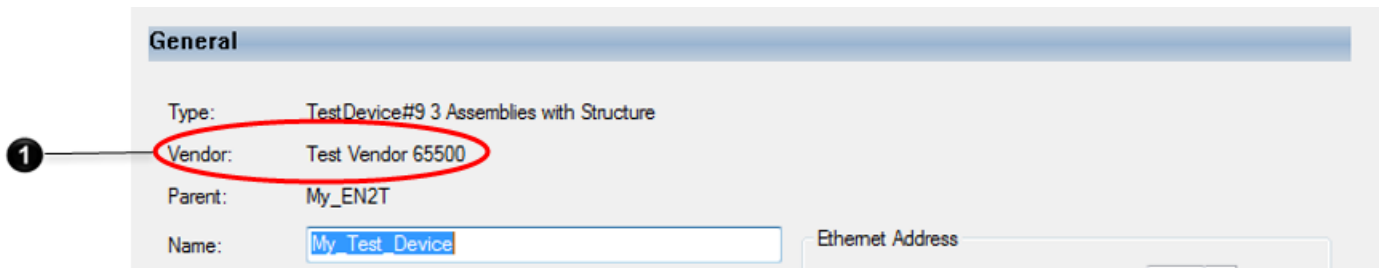 General
Type: TestDevice#9 3 Assemblies with Structure
1
Vendor: Test Vendor 65500
Parent: My_EN2T
Name: My_Test_Device
Ethernet Address